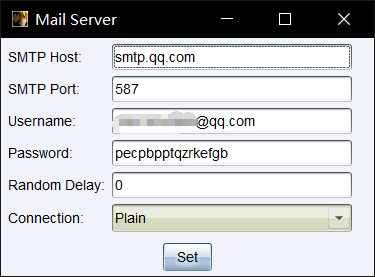 Mail Server
SMTP Host: smtp.qq.com
SMTP Port: 587
Username: @qq.com
Password: pecpbpptqzrkefgb
Random Delay: 0
Connection: Plain
Set